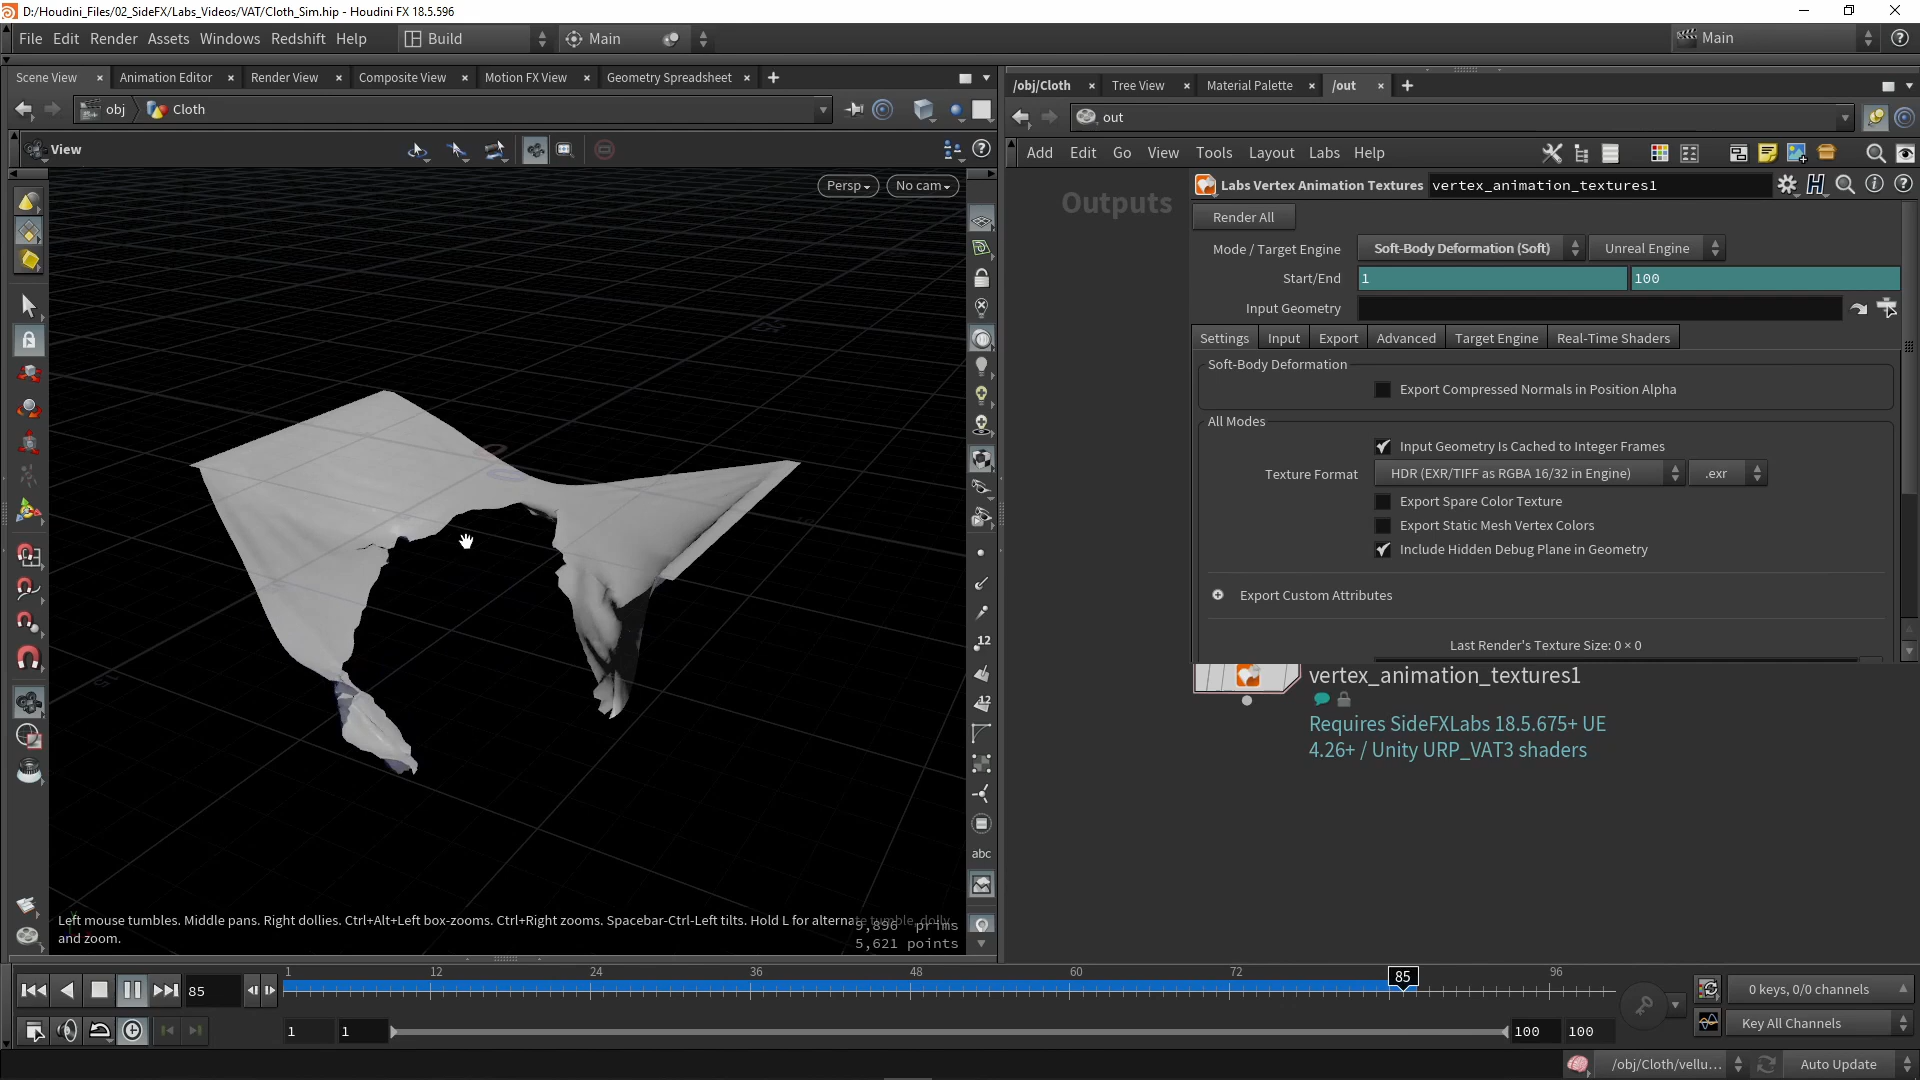 D:/Houdini_Files/02_SideFX/Labs_Videos/VAT/Cloth_Sim.hip - Houdini FX 18.5.596
File Edit Render Assets Windows Redshift Help Build Main Main
Scene View Animation Editor Render View Composite View Motion FX View Geometry Spreadsheet
obj Cloth
View
Persp No cam
/obj/Cloth Tree View Material Palette /out
out
Add Edit Go View Tools Layout Labs Help
Outputs
Labs Vertex Animation Textures vertex_animation_textures1
Render All
Mode / Target Engine Soft-Body Deformation (Soft) Unreal Engine
Start/End 1 100
Input Geometry
Settings Input Export Advanced Target Engine Real-Time Shaders
Soft-Body Deformation
Export Compressed Normals in Position Alpha
All Modes
Input Geometry Is Cached to Integer Frames
Texture Format HDR (EXR/TIFF as RGBA 16/32 in Engine) .exr
Export Spare Color Texture
Export Static Mesh Vertex Colors
Include Hidden Debug Plane in Geometry
Export Custom Attributes
Last Render's Texture Size: 0 × 0
vertex_animation_textures1
Requires SideFXLabs 18.5.675+ UE
4.26+ / Unity URP_VAT3 shaders
12
12
abc
Left mouse tumbles. Middle pans. Right dollies. Ctrl+Alt+Left box-zooms. Ctrl+Right zooms. Spacebar-Ctrl-Left tilts. Hold L for alternate tumble, dolly,
and zoom.
9,896 prims
5,621 points
85
1 12 24 36 48 60 72 85 96
0 keys, 0/0 channels
1 1 100 100
Key All Channels
/obj/Cloth/vellu... Auto Update